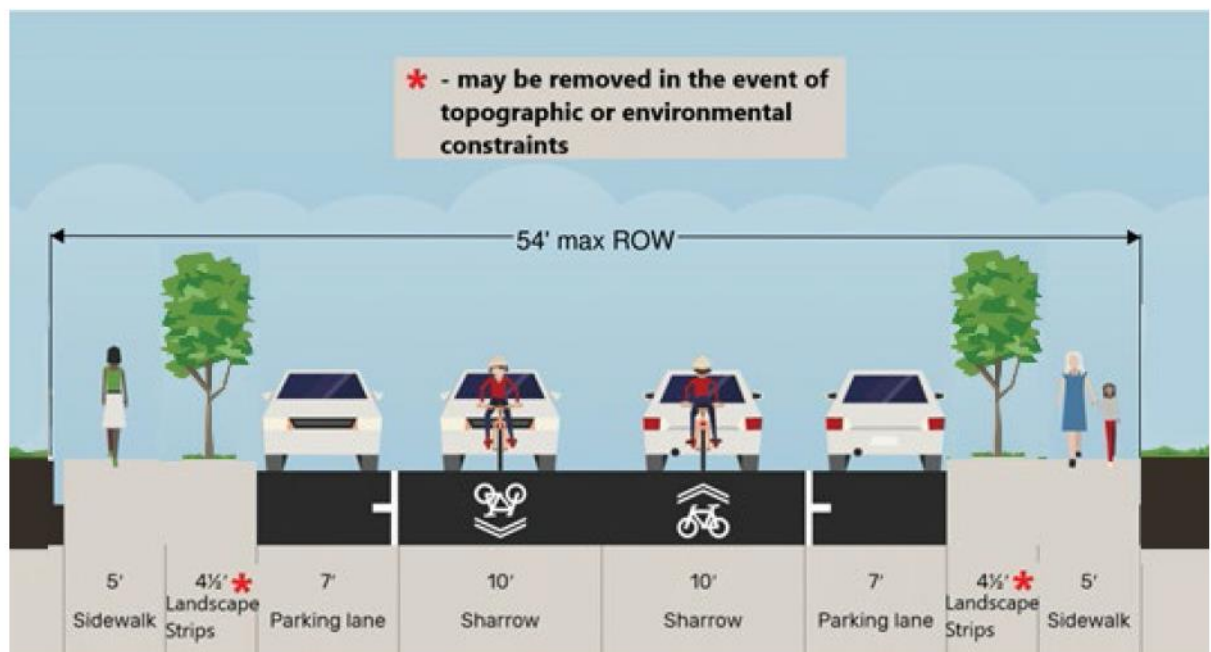 * - may be removed in the event of
topographic or environmental
constraints
54' max ROW
5'
Sidewalk
4½' *
Landscape
Strips
7'
Parking lane
10'
Sharrow
10'
Sharrow
7'
Parking lane
4½' *
Landscape
Strips
5'
Sidewalk